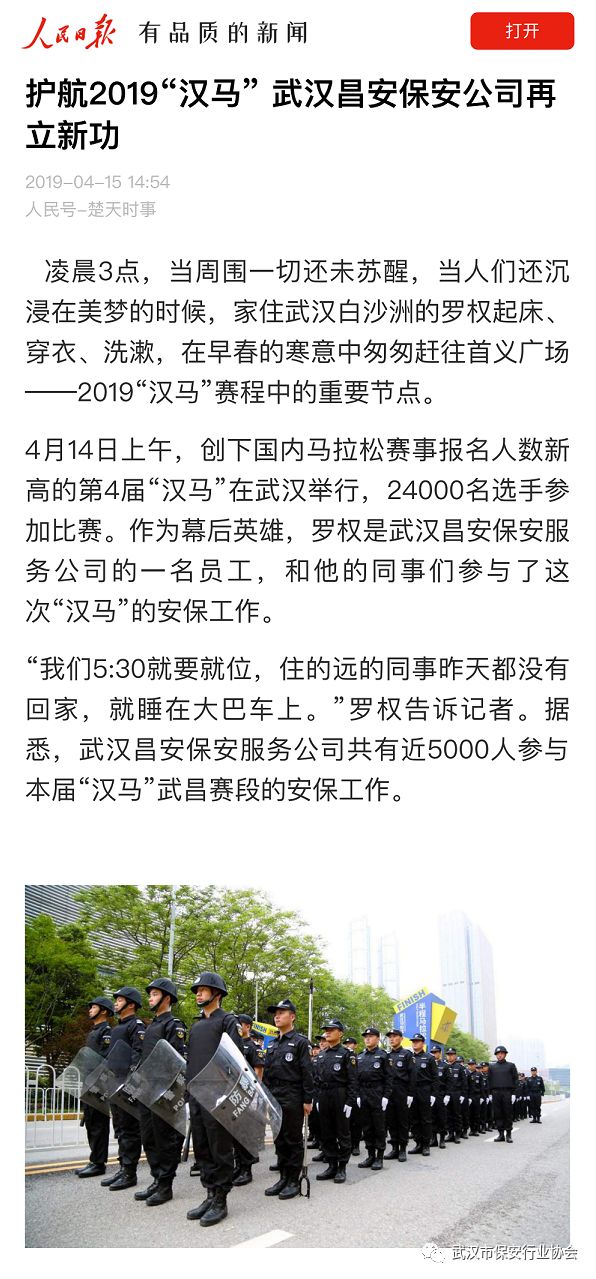 人民日报 有品质的新闻 打开
护航2019“汉马” 武汉昌安保安公司再
立新功
2019-04-15 14:54
人民号-楚天时事
凌晨3点，当周围一切还未苏醒，当人们还沉
浸在美梦的时候，家住武汉白沙洲的罗权起床、
穿衣、洗漱，在早春的寒意中匆匆赶往首义广场
——2019“汉马”赛程中的重要节点。
4月14日上午，创下国内马拉松赛事报名人数新
高的第4届“汉马”在武汉举行，24000名选手参
加比赛。作为幕后英雄，罗权是武汉昌安保安服
务公司的一名员工，和他的同事们参与了这
次“汉马”的安保工作。
“我们5:30就要就位，住的远的同事昨天都没有
回家，就睡在大巴车上。”罗权告诉记者。据
悉，武汉昌安保安服务公司共有近5000人参与
本届“汉马”武昌赛段的安保工作。
FINISH
半程马拉松
FINISH
防暴
FANG BAO
武汉市保安行业协会